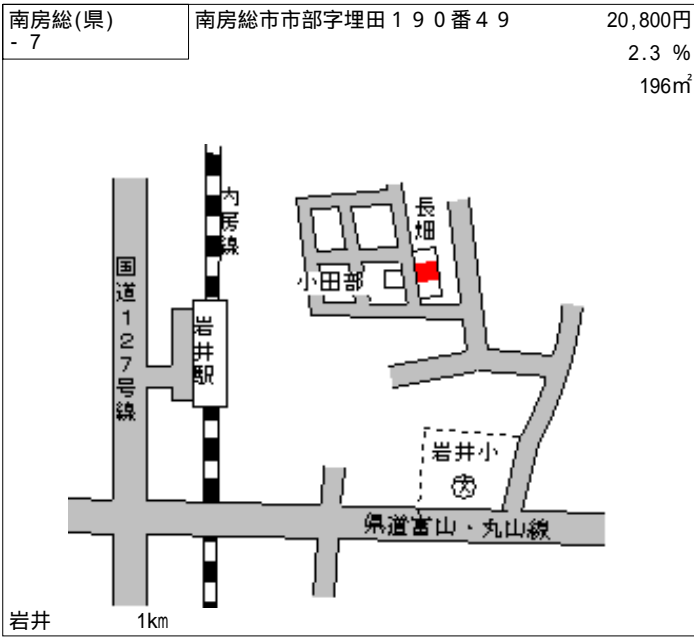 南房総(県)
- 7
南房総市市部字埋田190番49
20,800円
2.3 %
196㎡
内房線
長畑
小田部
国道127号線
岩井駅
岩井小
文
県道富山・丸山線
岩井 1km